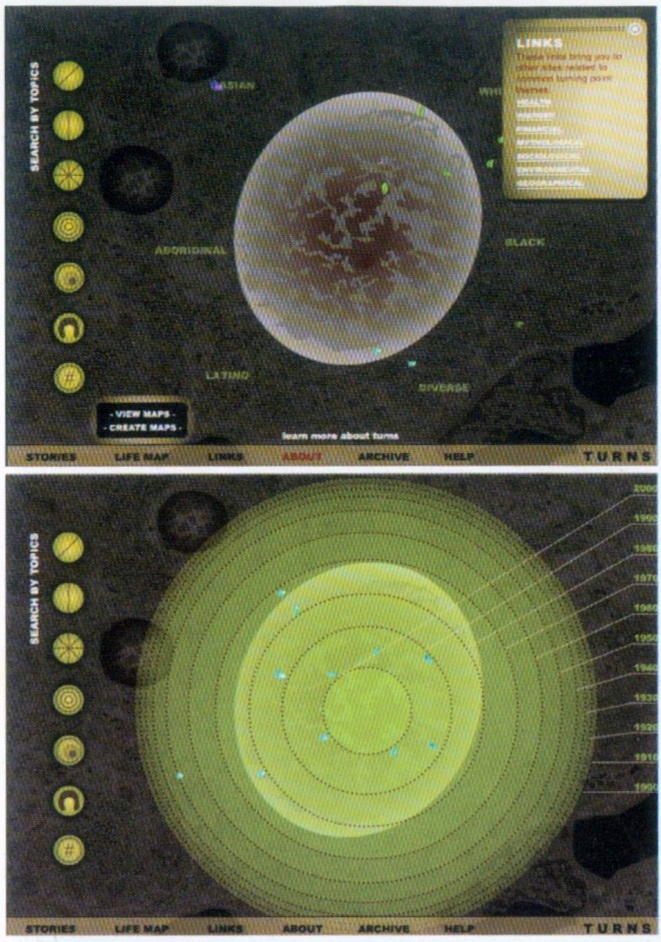 SEARCH BY TOPICS
ASIAN
LINKS
These links bring you to
other sites related to
common turning point
themes.
HEALTH
HISTORY
FINANCIAL
MYTHOLOGICAL
SOCIOLOGICAL
ENVIRONMENTAL
GEOGRAPHICAL
ABORIGINAL
BLACK
LATINO
DIVERSE
- VIEW MAPS -
- CREATE MAPS -
learn more about turns
STORIES LIFE MAP LINKS ABOUT ARCHIVE HELP TURNS
SEARCH BY TOPICS
2000
1990
1980
1970
1960
1950
1940
1930
1920
1910
1900
#
#
STORIES LIFE MAP LINKS ABOUT ARCHIVE HELP TURNS